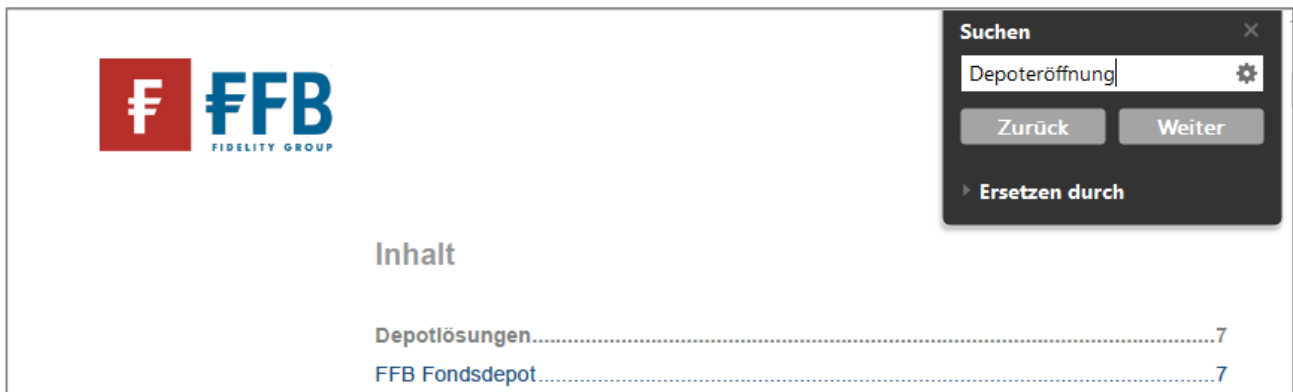 Suchen
Depoteröffnung
Zurück Weiter
Ersetzen durch
FFB
FIDELITY GROUP
Inhalt
Depotlösungen....................................................................................................................7
FFB Fondsdepot..................................................................................................................7